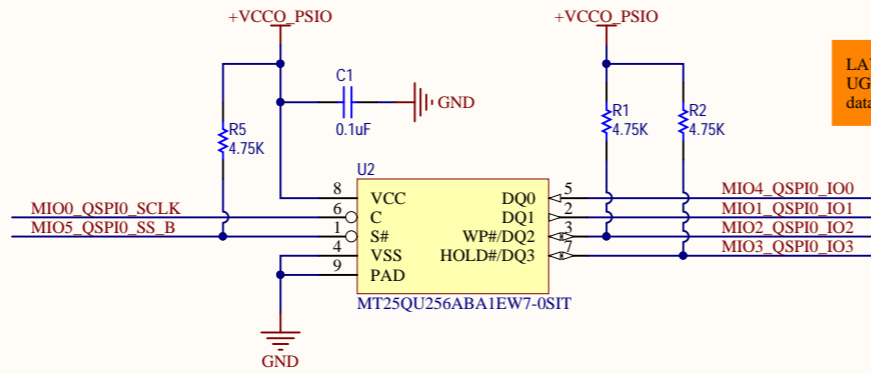 +VCCO_PSIO
+VCCO_PSIO
LA
UG
data
C1
GND
0.1uF
R5
4.75K
R1
4.75K
R2
4.75K
U2
8 VCC DQ0 5 MIO4_QSPI0_IO0
MIO0_QSPI0_SCLK 6 C DQ1 2 MIO1_QSPI0_IO1
MIO5_QSPI0_SS_B 1 S# WP#/DQ2 3 MIO2_QSPI0_IO2
4 VSS HOLD#/DQ3 7 MIO3_QSPI0_IO3
9 PAD
MT25QU256ABA1EW7-0SIT
GND